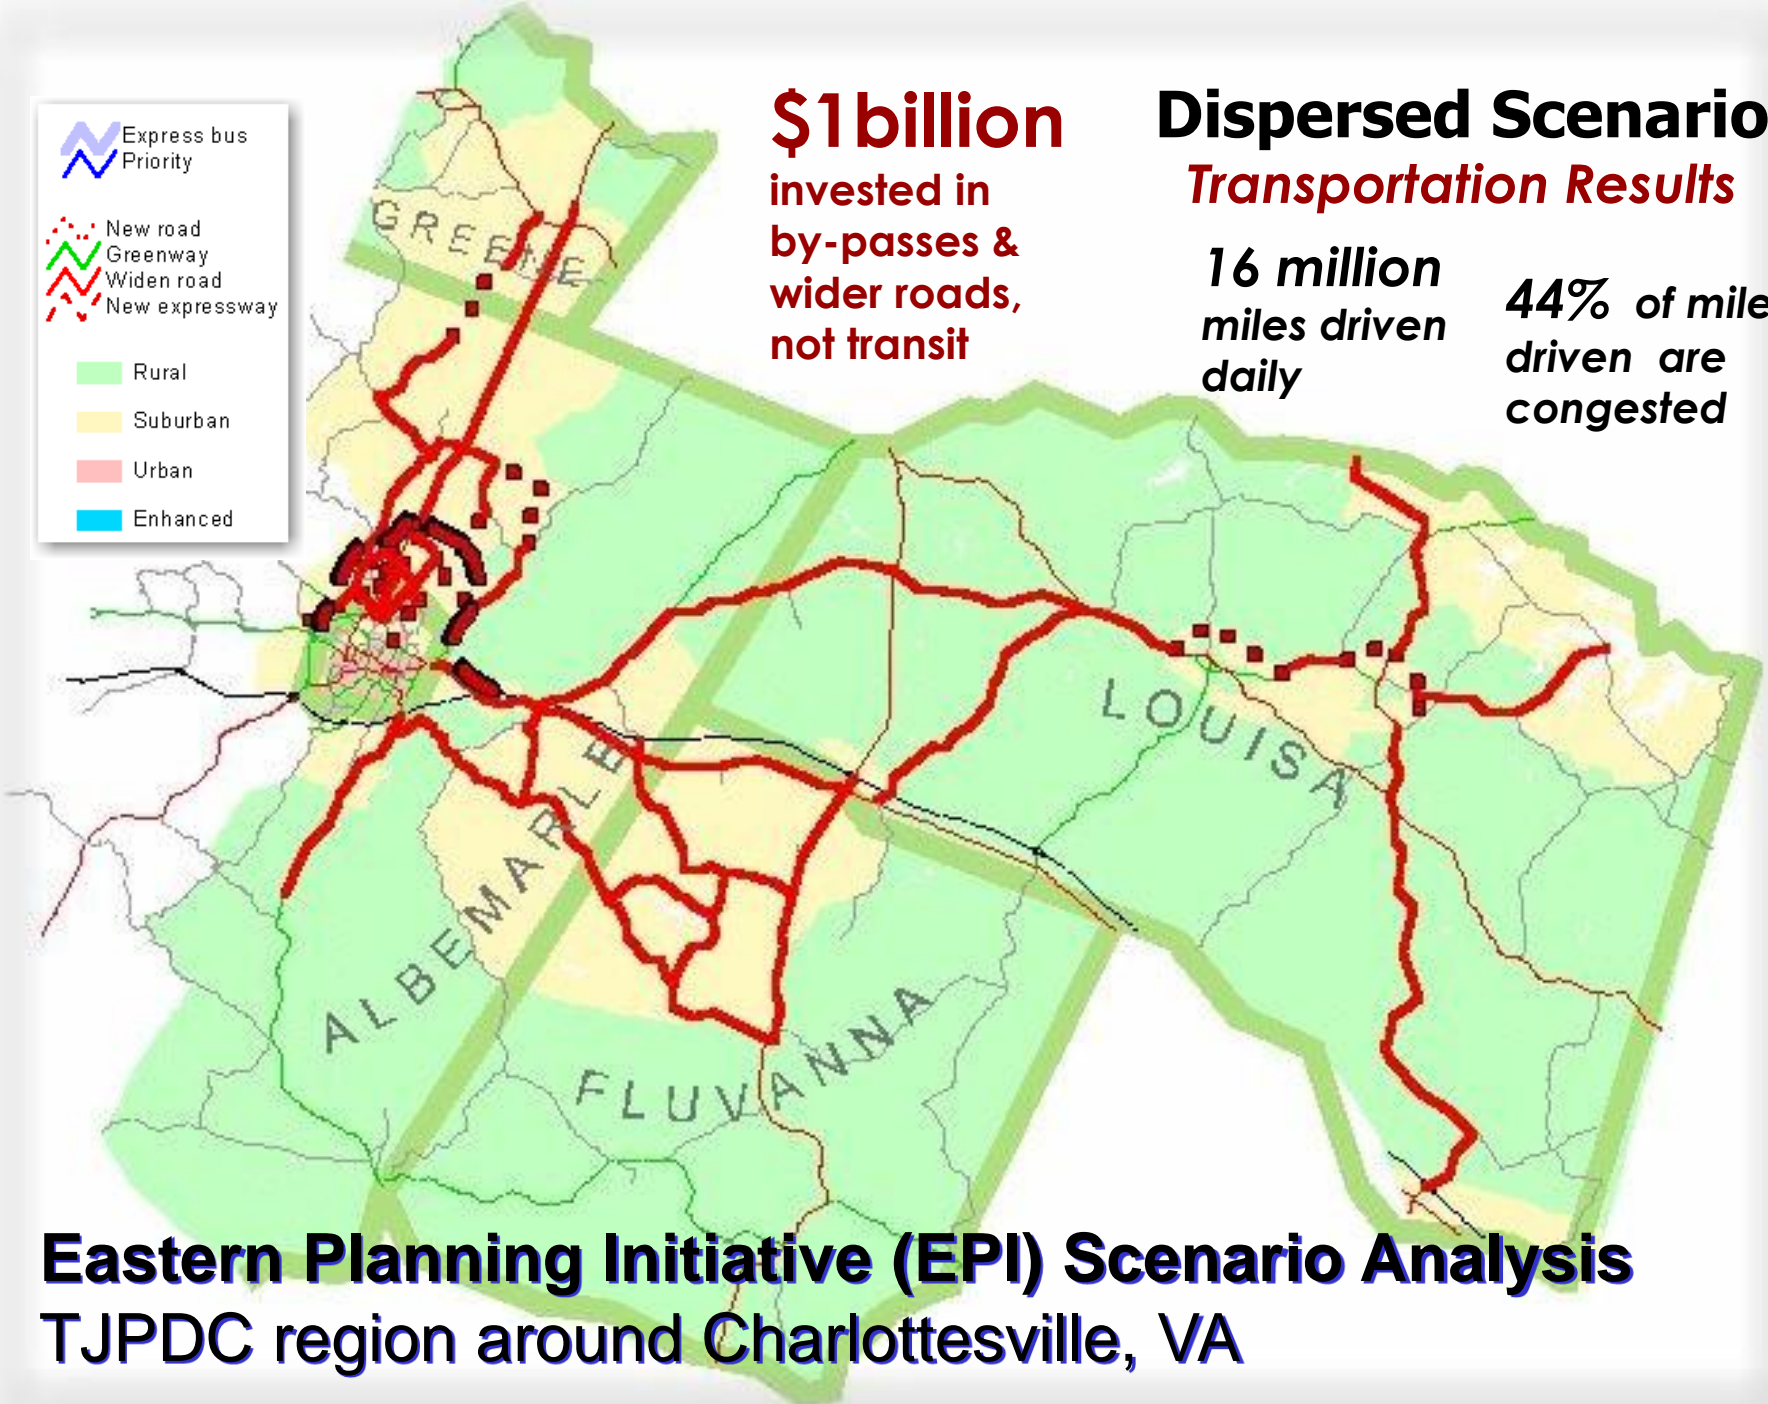 Express bus
Priority
New road
Greenway
Widen road
New expressway
Rural
Suburban
Urban
Enhanced
$1billion
invested in
by-passes &
wider roads,
not transit
Dispersed Scenario
Transportation Results
16 million
miles driven
daily
44% of mile
driven are
congested
GREENE
LOUISA
ALBEMARLE
FLUVANNA
Eastern Planning Initiative (EPI) Scenario Analysis
TJPDC region around Charlottesville, VA